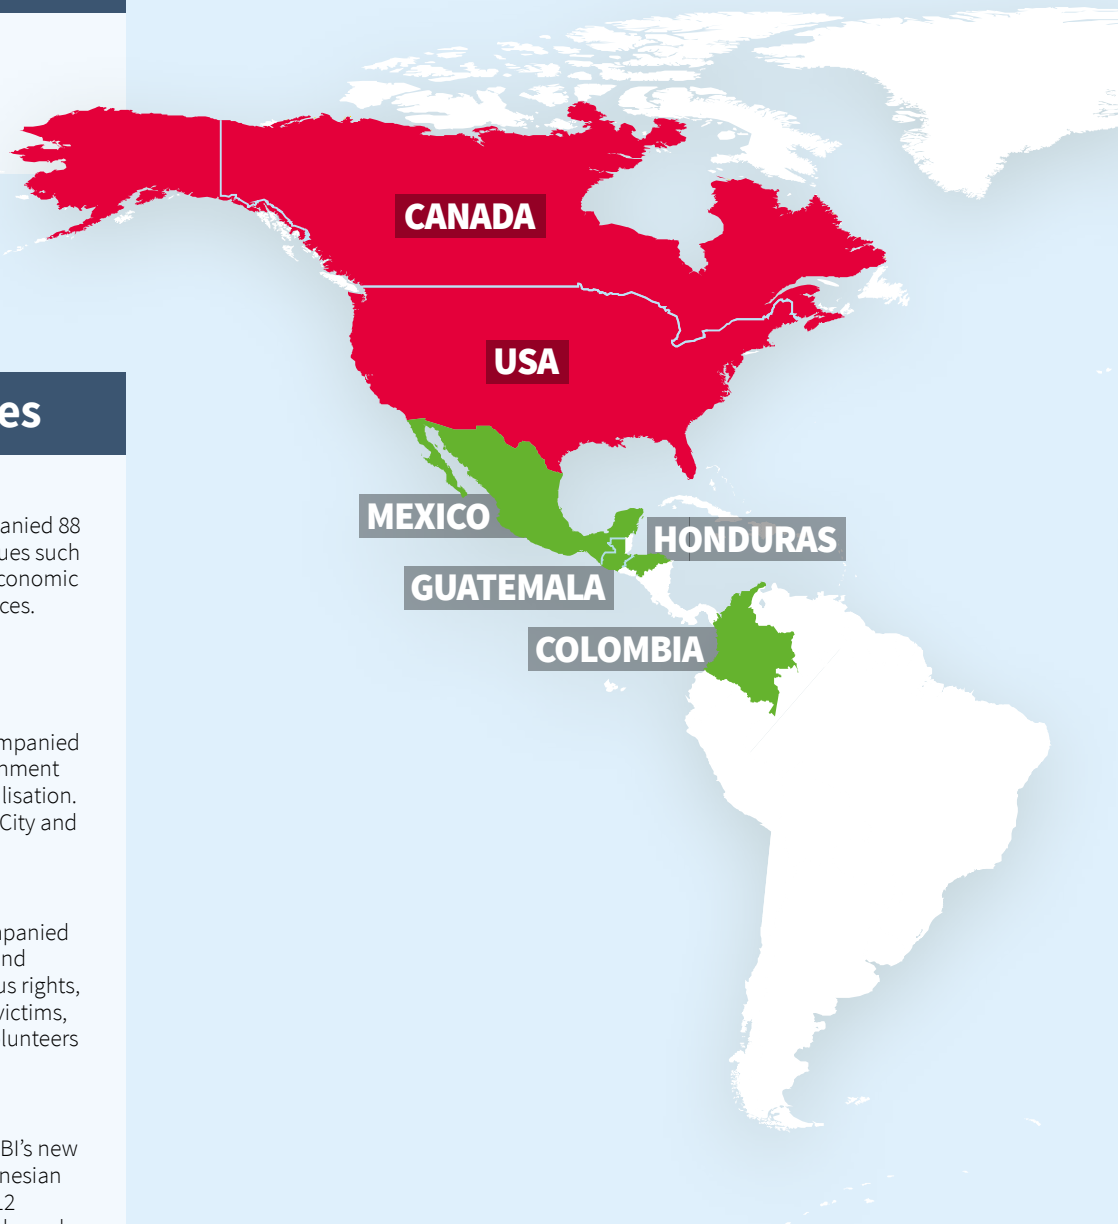 CANADA
USA
MEXICO
HONDURAS
GUATEMALA
COLOMBIA
es
anied 88
ues such
conomic
ces.
mpanied
nment
lisation.
City and
panied
nd
us rights,
victims,
lunteers
BI’s new
nesian
12